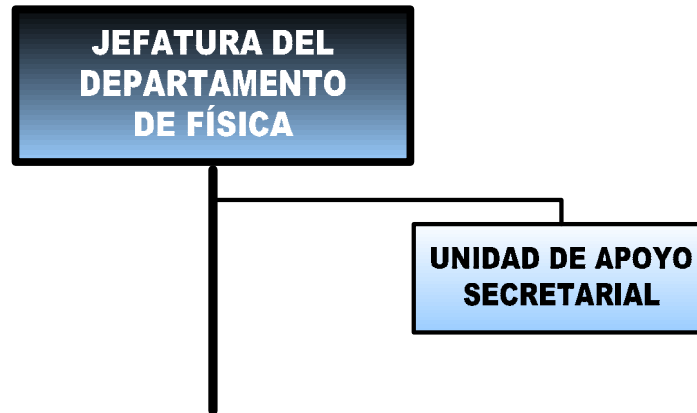 JEFATURA DEL
DEPARTAMENTO
DE FÍSICA
UNIDAD DE APOYO
SECRETARIAL